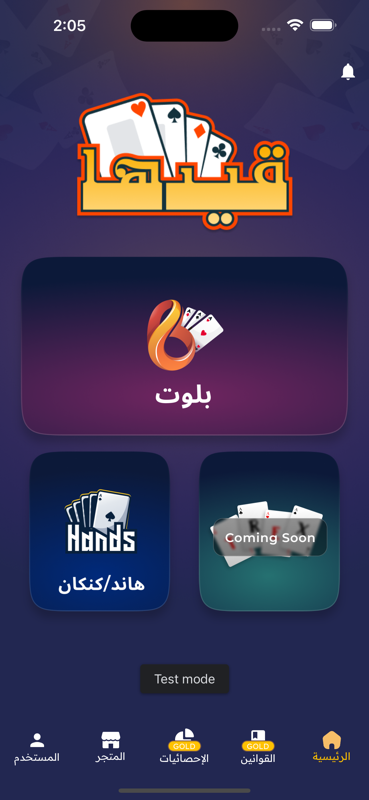 2:05
قيدها
بلوت
Hands
هاند/كنكان
Coming Soon
Test mode
GOLD
GOLD
الرئيسية
القوانين
الإحصائيات
المتجر
المستخدم